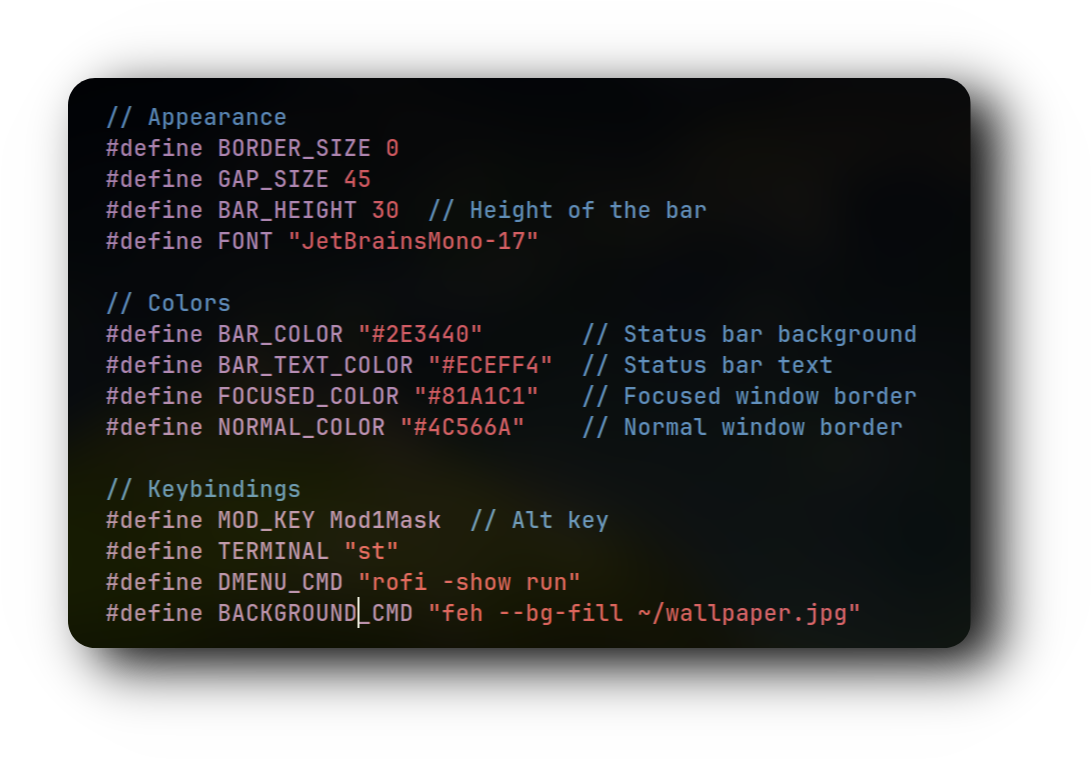 // Appearance
#define BORDER_SIZE 0
#define GAP_SIZE 45
#define BAR_HEIGHT 30  // Height of the bar
#define FONT "JetBrainsMono-17"

// Colors
#define BAR_COLOR "#2E3440"       // Status bar background
#define BAR_TEXT_COLOR "#ECEFF4"  // Status bar text
#define FOCUSED_COLOR "#81A1C1"   // Focused window border
#define NORMAL_COLOR "#4C566A"    // Normal window border

// Keybindings
#define MOD_KEY Mod1Mask  // Alt key
#define TERMINAL "st"
#define DMENU_CMD "rofi -show run"
#define BACKGROUND_CMD "feh --bg-fill ~/wallpaper.jpg"